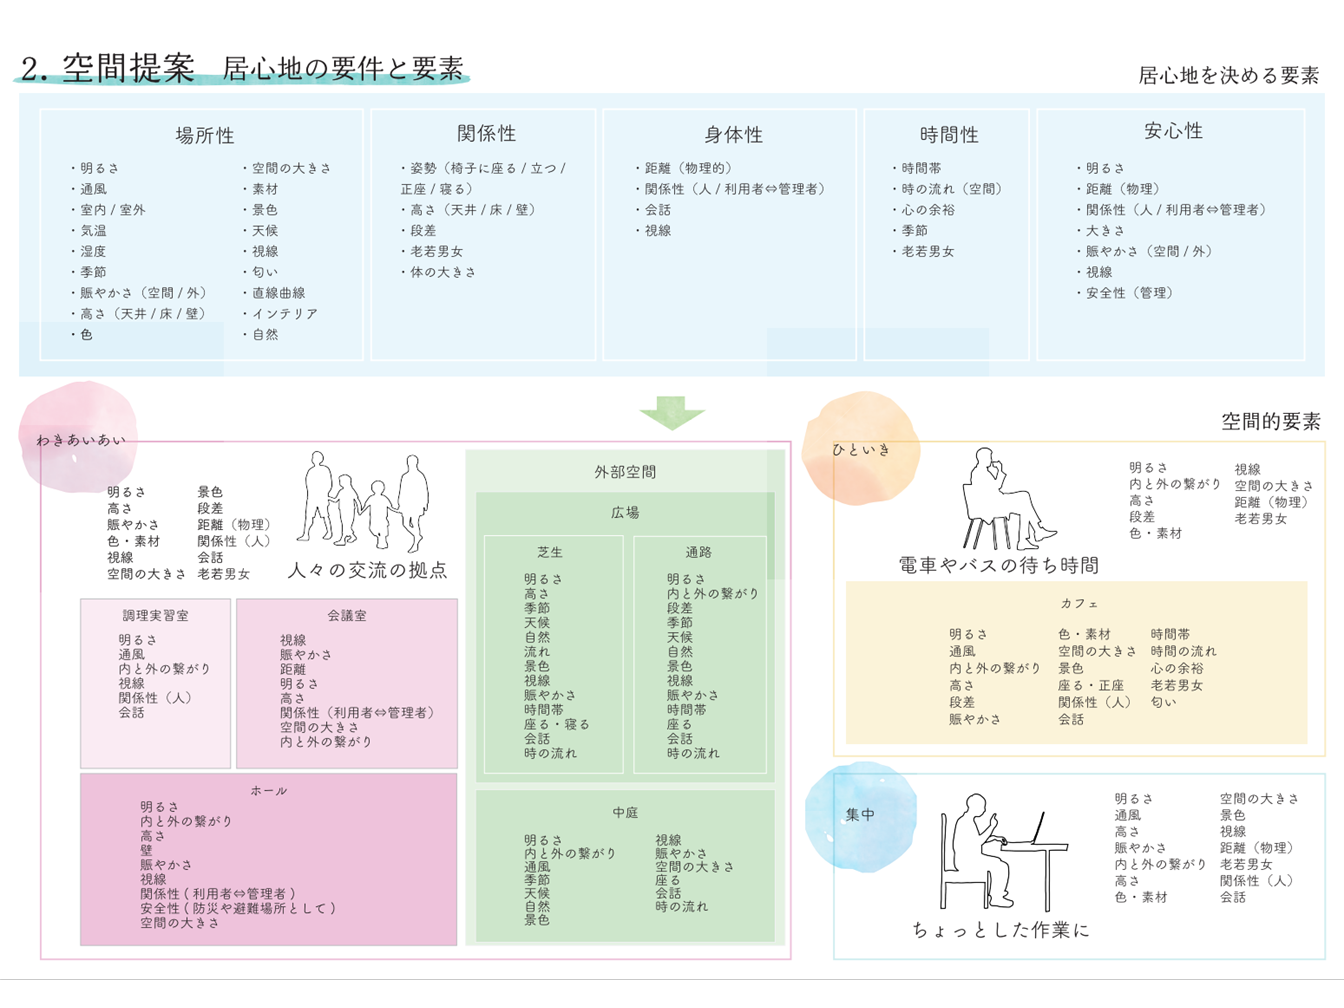 2. 空間提案 居心地の要件と要素
居心地を決める要素
場所性
・明るさ
・通風
・室内 / 室外
・気温
・湿度
・季節
・賑やかさ（空間 / 外）
・高さ（天井 / 床 / 壁）
・色
・空間の大きさ
・素材
・景色
・天候
・視線
・匂い
・直線曲線
・インテリア
・自然
関係性
・姿勢（椅子に座る / 立つ /
正座 / 寝る）
・高さ（天井 / 床 / 壁）
・段差
・老若男女
・体の大きさ
身体性
・距離（物理的）
・関係性（人 / 利用者⇔管理者）
・会話
・視線
時間性
・時間帯
・時の流れ（空間）
・心の余裕
・季節
・老若男女
安心性
・明るさ
・距離（物理）
・関係性（人 / 利用者⇔管理者）
・大きさ
・賑やかさ（空間 / 外）
・視線
・安全性（管理）
わきあいあい
明るさ
高さ
賑やかさ
色・素材
視線
空間の大きさ
景色
段差
距離（物理）
関係性（人）
会話
老若男女
人々の交流の拠点
調理実習室
明るさ
通風
内と外の繋がり
視線
関係性（人）
会話
会議室
視線
賑やかさ
距離
明るさ
高さ
関係性（利用者⇔管理者）
空間の大きさ
内と外の繋がり
ホール
明るさ
内と外の繋がり
高さ
壁
賑やかさ
視線
関係性 ( 利用者⇔管理者 )
安全性 ( 防災や避難場所として )
空間の大きさ
外部空間
広場
芝生
明るさ
高さ
季節
天候
自然
流れ
景色
視線
賑やかさ
時間帯
座る・寝る
会話
時の流れ
通路
明るさ
内と外の繋がり
段差
季節
天候
自然
景色
視線
賑やかさ
時間帯
座る
会話
時の流れ
中庭
明るさ
内と外の繋がり
通風
季節
天候
自然
景色
視線
賑やかさ
空間の大きさ
座る
会話
時の流れ
空間的要素
ひといき
明るさ
内と外の繋がり
高さ
段差
色・素材
視線
空間の大きさ
距離（物理）
老若男女
電車やバスの待ち時間
カフェ
明るさ
通風
内と外の繋がり
高さ
段差
賑やかさ
色・素材
空間の大きさ
景色
座る・正座
関係性（人）
会話
時間帯
時間の流れ
心の余裕
老若男女
匂い
集中
明るさ
通風
高さ
賑やかさ
内と外の繋がり
高さ
色・素材
空間の大きさ
景色
視線
距離（物理）
老若男女
関係性（人）
会話
ちょっとした作業に